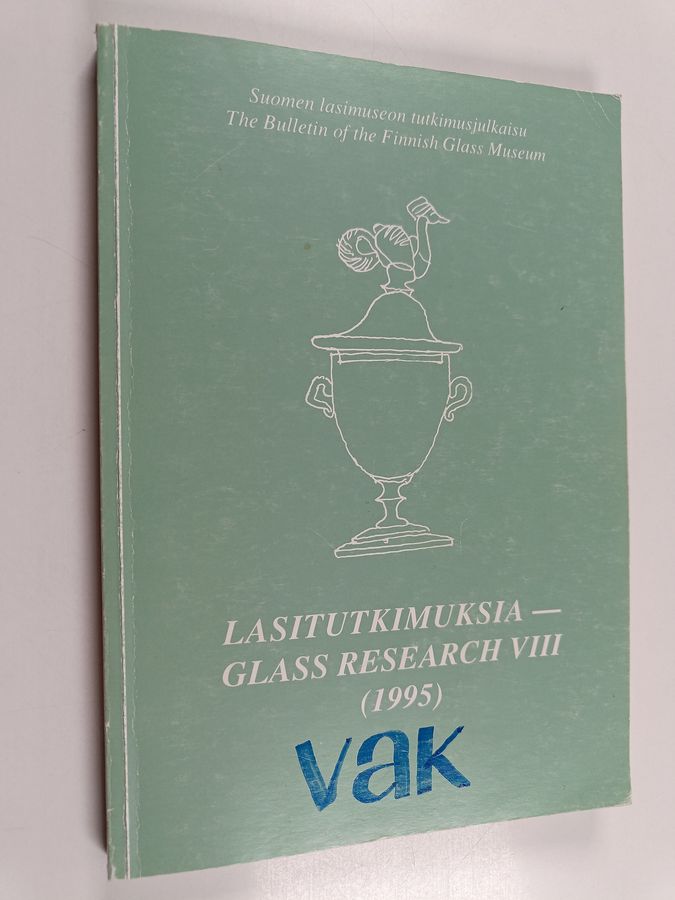 Suomen lasimuseon tutkimusjulkaisu
The Bulletin of the Finnish Glass Museum
LASITUTKIMUKSIA —
GLASS RESEARCH VIII
(1995)
vaK